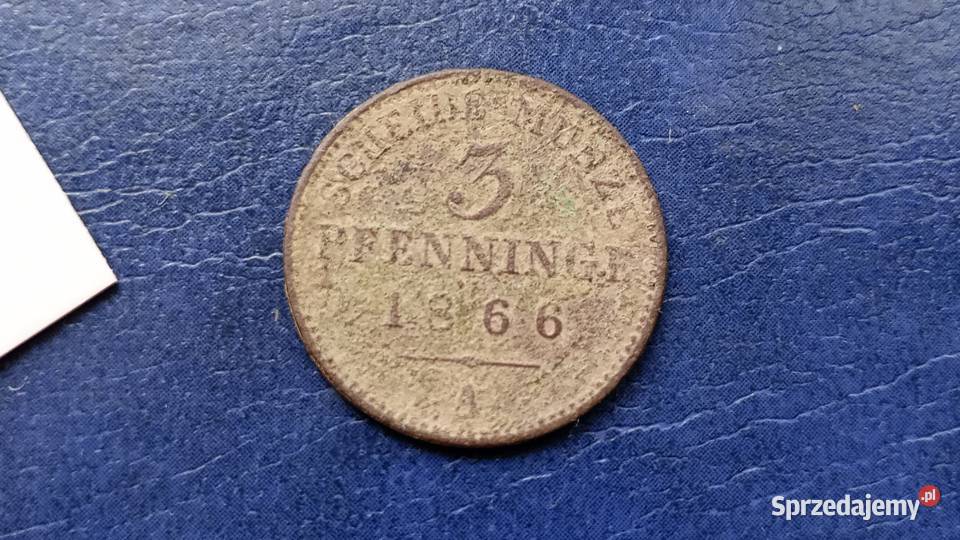 SCHEIDE MÜNZE
3
PFENNINGE
1866
A
Sprzedajemy.pl